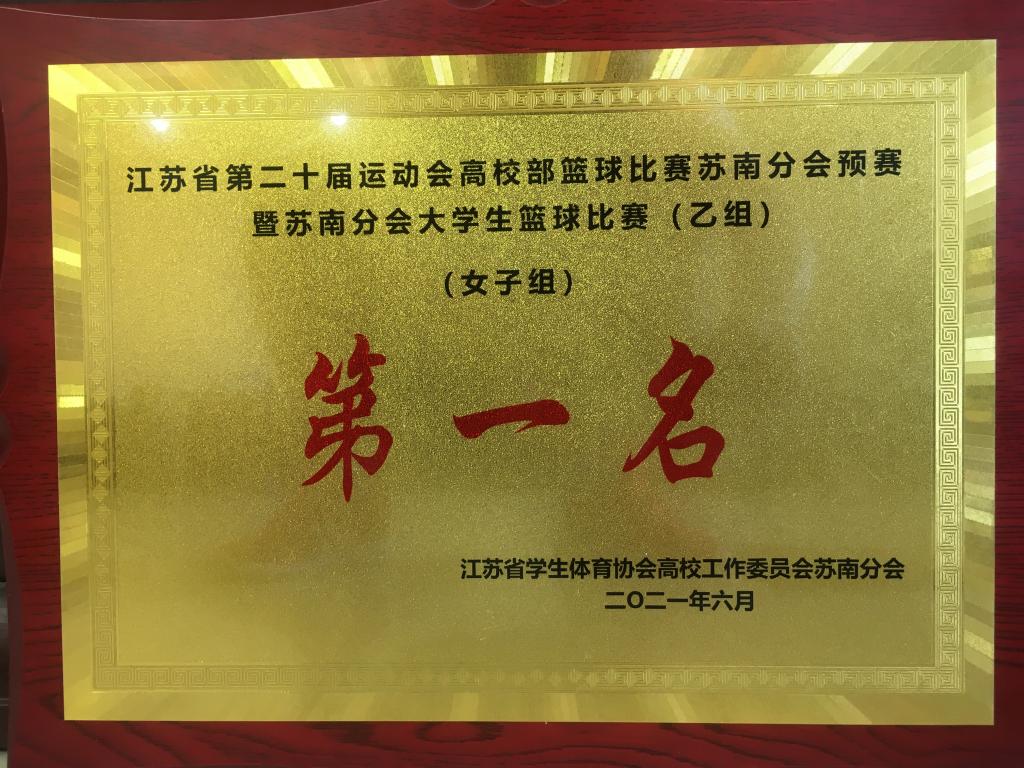 江苏省第二十届运动会高校部篮球比赛苏南分会预赛
暨苏南分会大学生篮球比赛（乙组）
（女子组）
第一名
江苏省学生体育协会高校工作委员会苏南分会
二O二一年六月